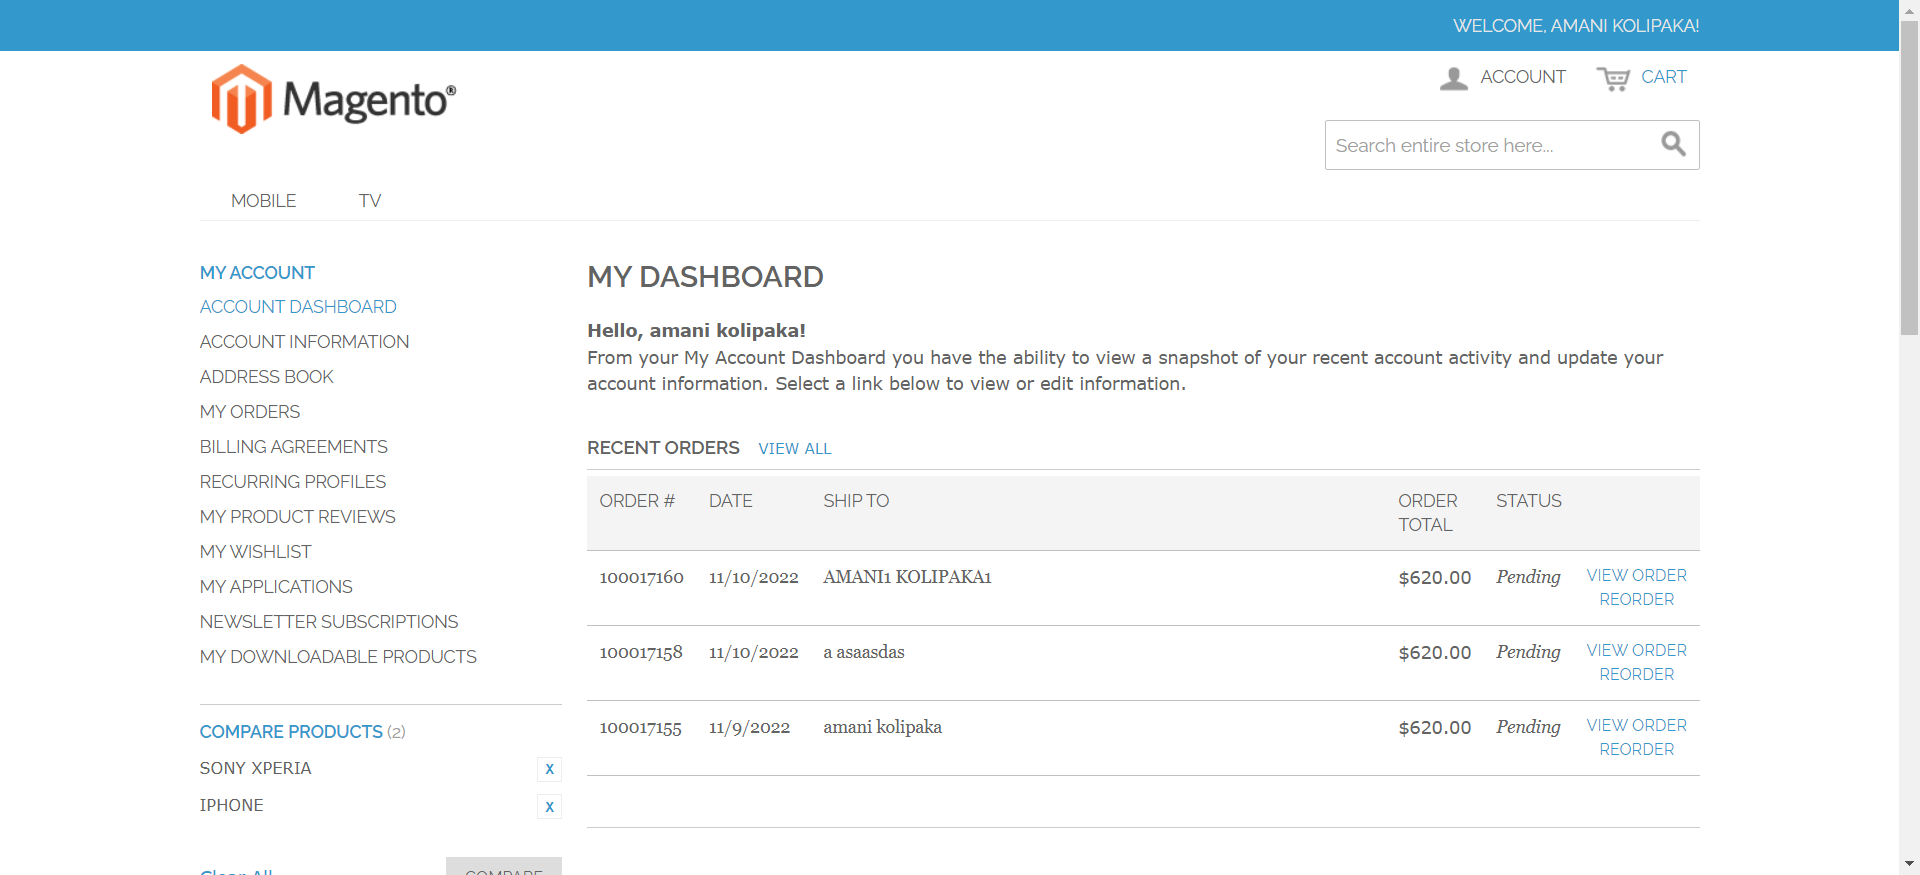 WELCOME, AMANI KOLIPAKA!
Magento®
ACCOUNT
CART
Search entire store here...
MOBILE
TV
MY ACCOUNT
ACCOUNT DASHBOARD
ACCOUNT INFORMATION
ADDRESS BOOK
MY ORDERS
BILLING AGREEMENTS
RECURRING PROFILES
MY PRODUCT REVIEWS
MY WISHLIST
MY APPLICATIONS
NEWSLETTER SUBSCRIPTIONS
MY DOWNLOADABLE PRODUCTS
COMPARE PRODUCTS (2)
SONY XPERIA X
IPHONE X
Clear All COMPARE
MY DASHBOARD
Hello, amani kolipaka!
From your My Account Dashboard you have the ability to view a snapshot of your recent account activity and update your
account information. Select a link below to view or edit information.
RECENT ORDERS VIEW ALL
ORDER # DATE SHIP TO ORDER TOTAL STATUS
100017160 11/10/2022 AMANI1 KOLIPAKA1 $620.00 Pending VIEW ORDER
REORDER
100017158 11/10/2022 a asaasdas $620.00 Pending VIEW ORDER
REORDER
100017155 11/9/2022 amani kolipaka $620.00 Pending VIEW ORDER
REORDER